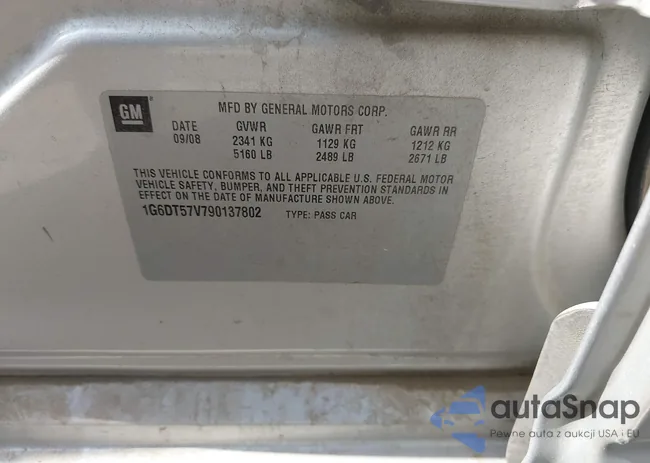 GM
MFD BY GENERAL MOTORS CORP.
DATE GVWR GAWR FRT GAWR RR
09/08 2341 KG 1129 KG 1212 KG
5160 LB 2489 LB 2671 LB
THIS VEHICLE CONFORMS TO ALL APPLICABLE U.S. FEDERAL MOTOR
VEHICLE SAFETY, BUMPER, AND THEFT PREVENTION STANDARDS IN
EFFECT ON THE DATE OF MANUFACTURE SHOWN ABOVE.
1G6DT57V790137802 TYPE: PASS CAR
autaSnap
Pewne auta z aukcji USA i EU